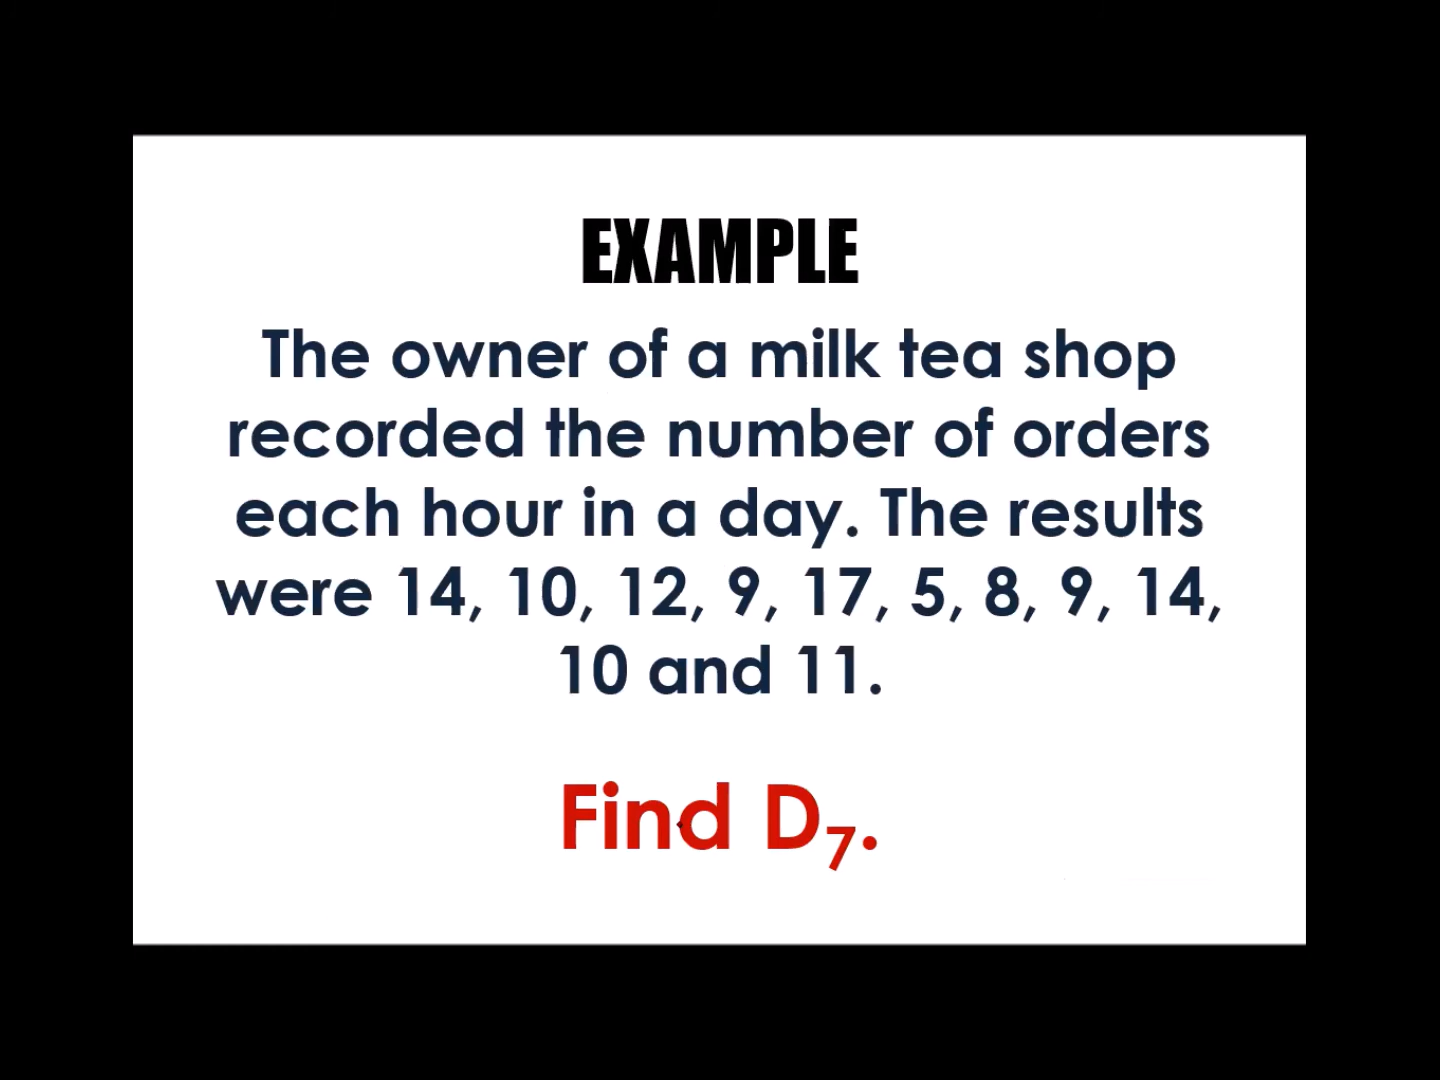 EXAMPLE
The owner of a milk tea shop
recorded the number of orders
each hour in a day. The results
were 14, 10, 12, 9, 17, 5, 8, 9, 14,
10 and 11.
Find D₇.